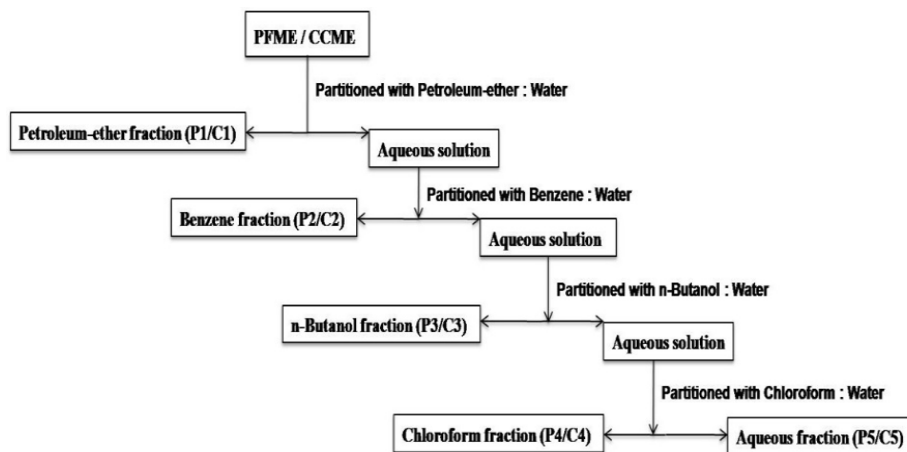 PFME / CCME
Partitioned with Petroleum-ether : Water
Petroleum-ether fraction (P1/C1)
Aqueous solution
Partitioned with Benzene : Water
Benzene fraction (P2/C2)
Aqueous solution
Partitioned with n-Butanol : Water
n-Butanol fraction (P3/C3)
Aqueous solution
Partitioned with Chloroform : Water
Chloroform fraction (P4/C4)
Aqueous fraction (P5/C5)